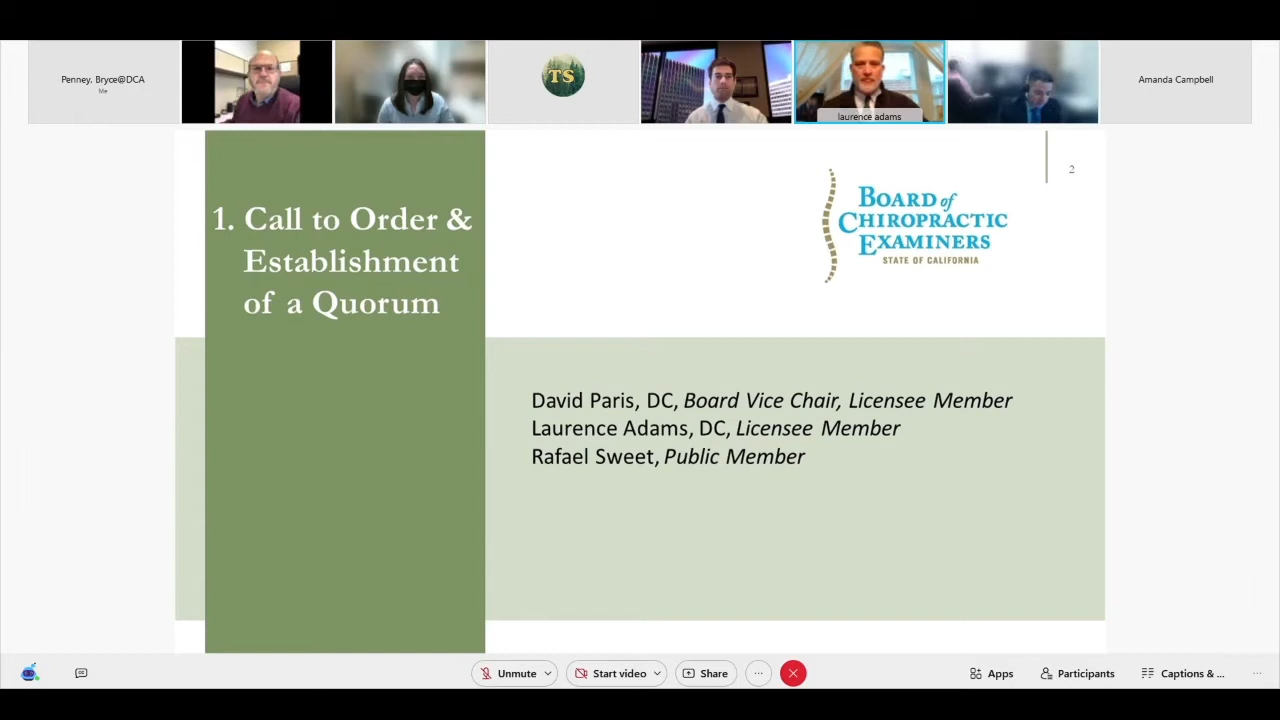 Penney, Bryce@DCA
Me
TS
laurence adams
Amanda Campbell
1. Call to Order &
Establishment
of a Quorum
2
BOARD of
CHIROPRACTIC
EXAMINERS
STATE OF CALIFORNIA
David Paris, DC, Board Vice Chair, Licensee Member
Laurence Adams, DC, Licensee Member
Rafael Sweet, Public Member
Unmute
Start video
Share
Apps
Participants
Captions & ...